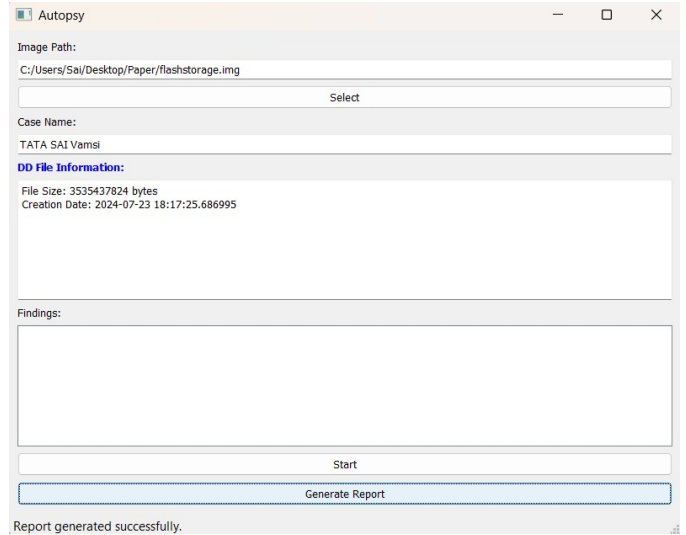 Autopsy
Image Path:
C:/Users/Sai/Desktop/Paper/flashstorage.img
Select
Case Name:
TATA SAI Vamsi
DD File Information:
File Size: 3535437824 bytes
Creation Date: 2024-07-23 18:17:25.686995
Findings:
Start
Generate Report
Report generated successfully.